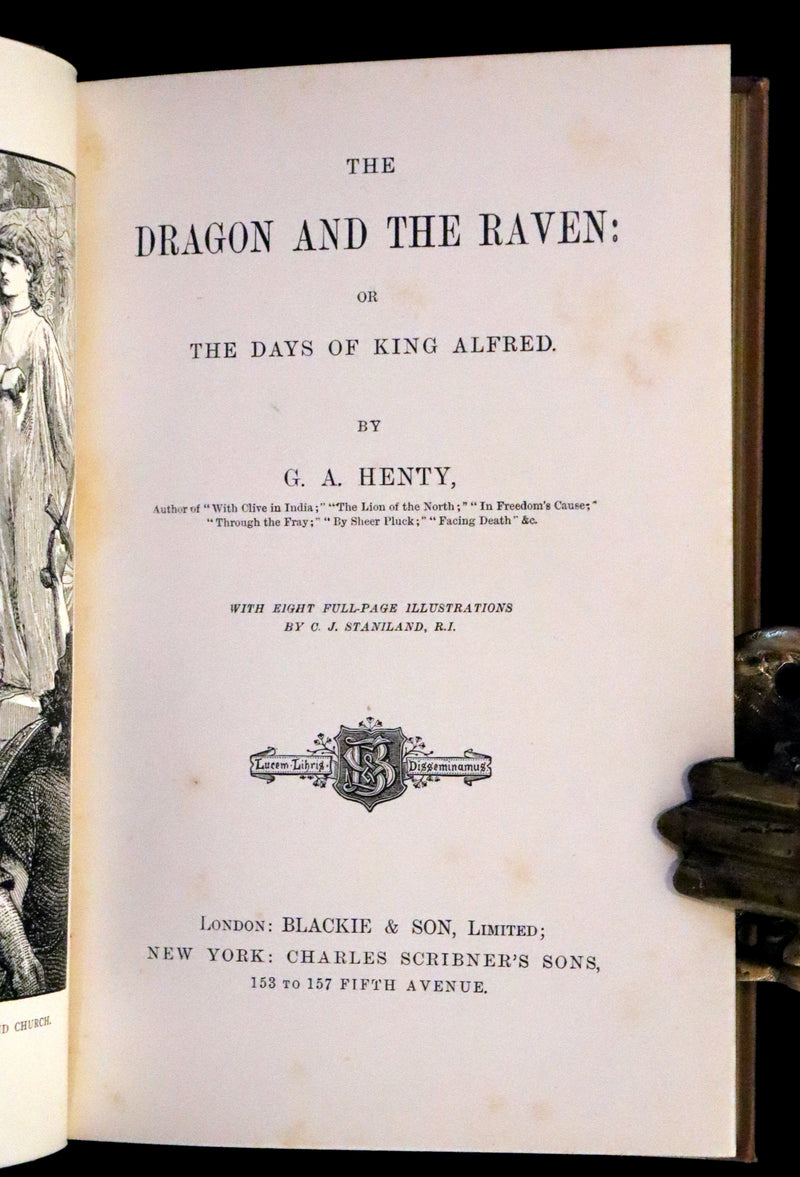 THE
DRAGON AND THE RAVEN:
OR
THE DAYS OF KING ALFRED.
BY
G. A. HENTY,
Author of "With Clive in India;" "The Lion of the North;" "In Freedom's Cause;"
"Through the Fray;" "By Sheer Pluck;" "Facing Death" &c.
WITH EIGHT FULL-PAGE ILLUSTRATIONS
BY C. J. STANILAND, R.I.
Lucem Libris Disseminamus
LONDON: BLACKIE & SON, LIMITED;
NEW YORK: CHARLES SCRIBNER'S SONS,
153 TO 157 FIFTH AVENUE.
CHURCH.